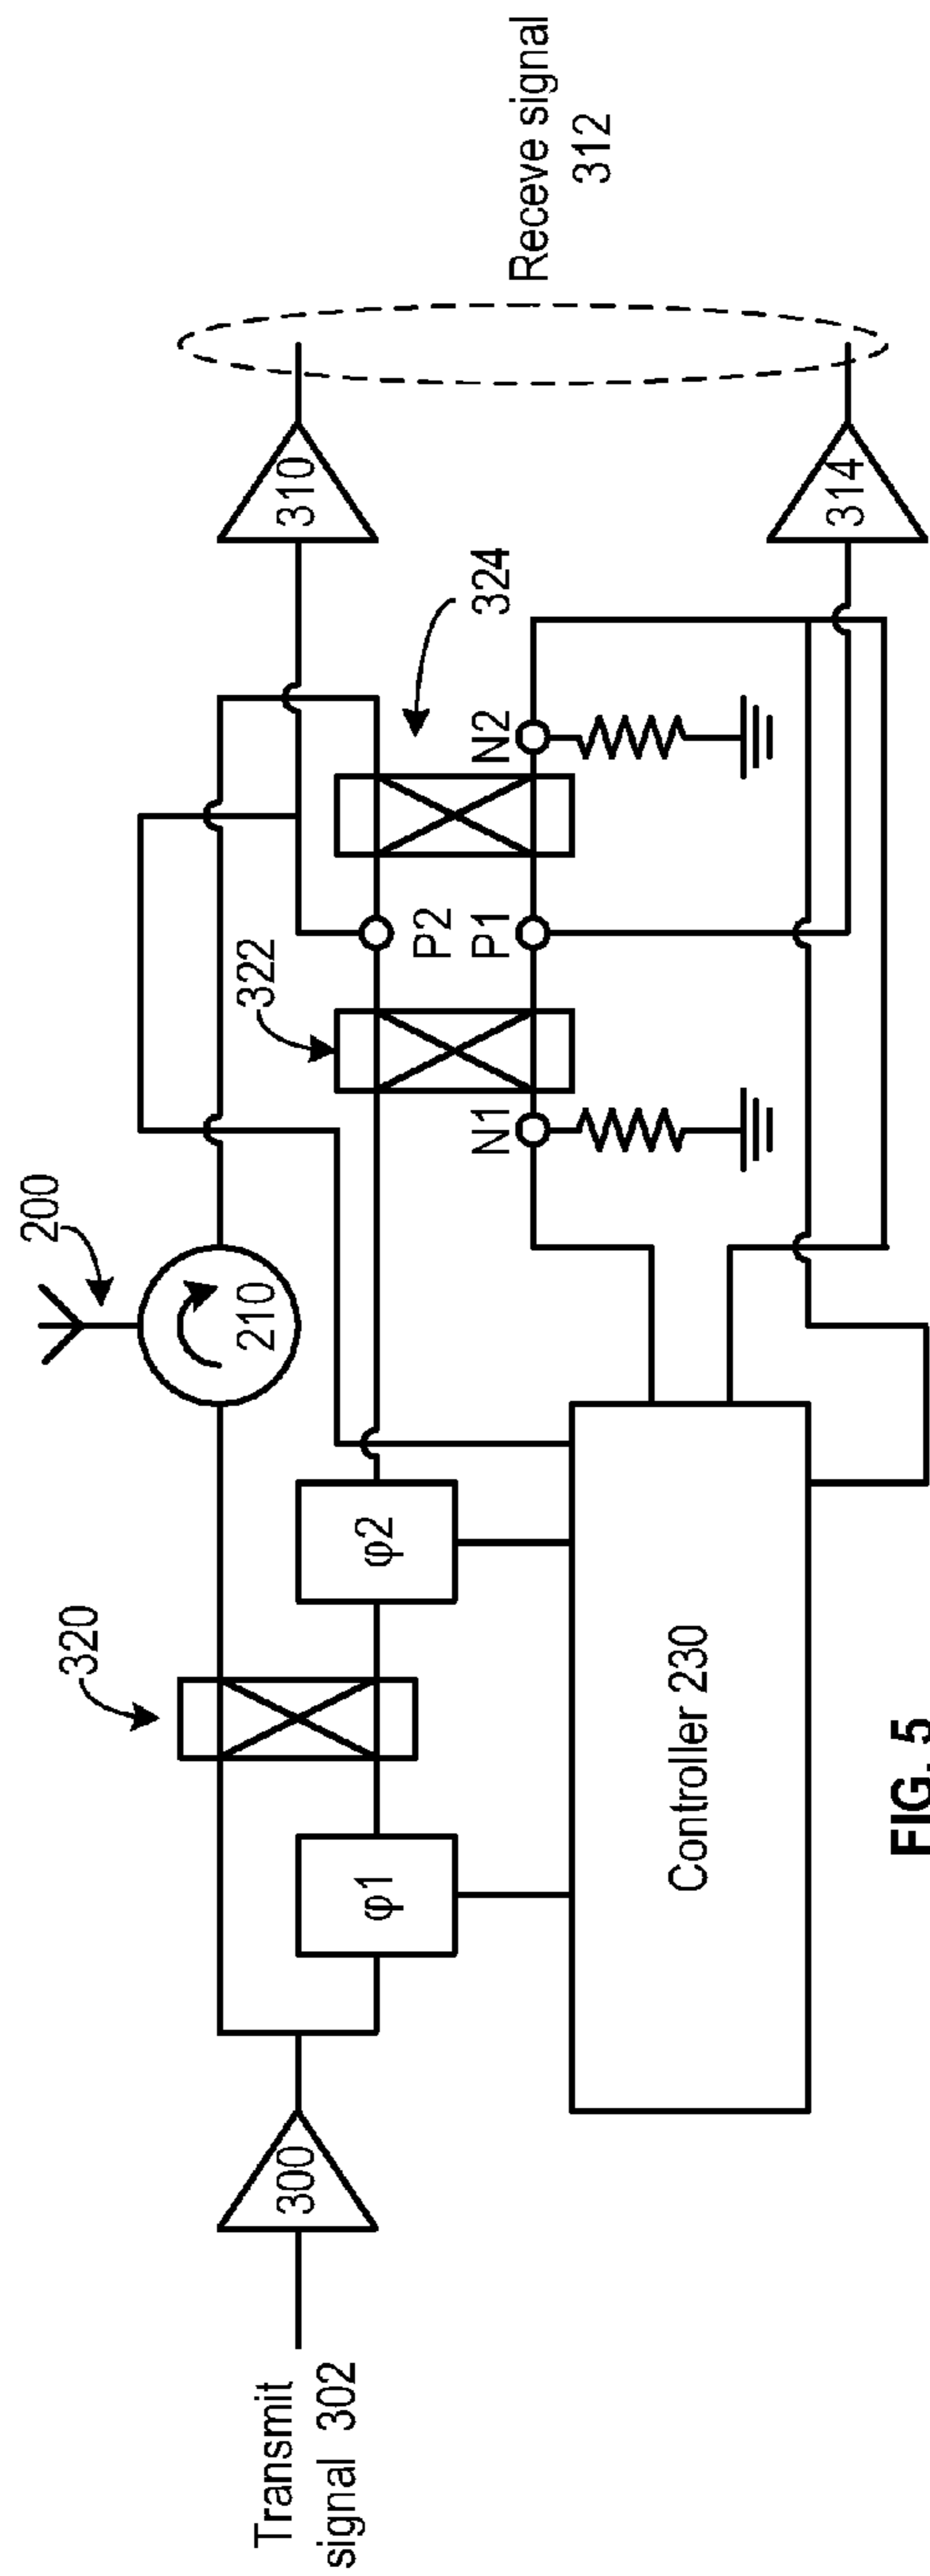 Transmit
signal 302
300
φ1
320
φ2
200
210
322
N1
P2
P1
N2
324
310
314
Receve signal
312
Controller 230
FIG. 5